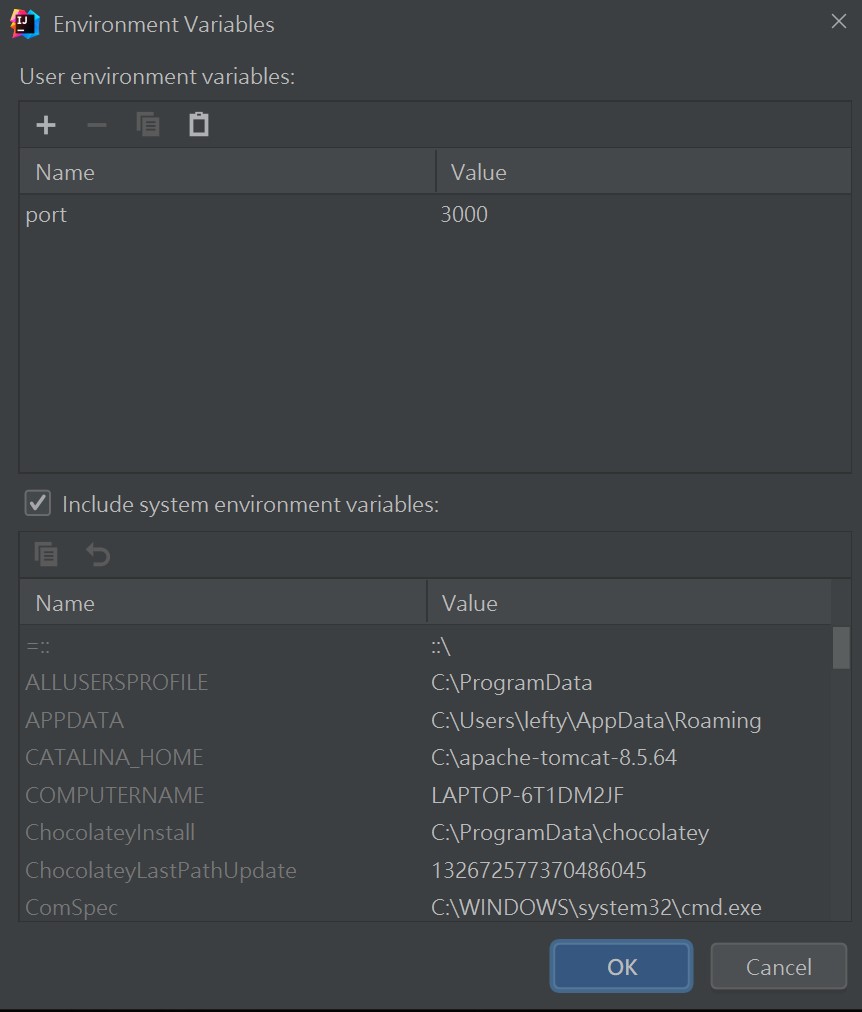 IJ
Environment Variables
User environment variables:
Name Value
port 3000
Include system environment variables:
Name Value
=:: ::\
ALLUSERSPROFILE C:\ProgramData
APPDATA C:\Users\lefty\AppData\Roaming
CATALINA_HOME C:\apache-tomcat-8.5.64
COMPUTERNAME LAPTOP-6T1DM2JF
ChocolateyInstall C:\ProgramData\chocolatey
ChocolateyLastPathUpdate 132672577370486045
ComSpec C:\WINDOWS\system32\cmd.exe
OK Cancel